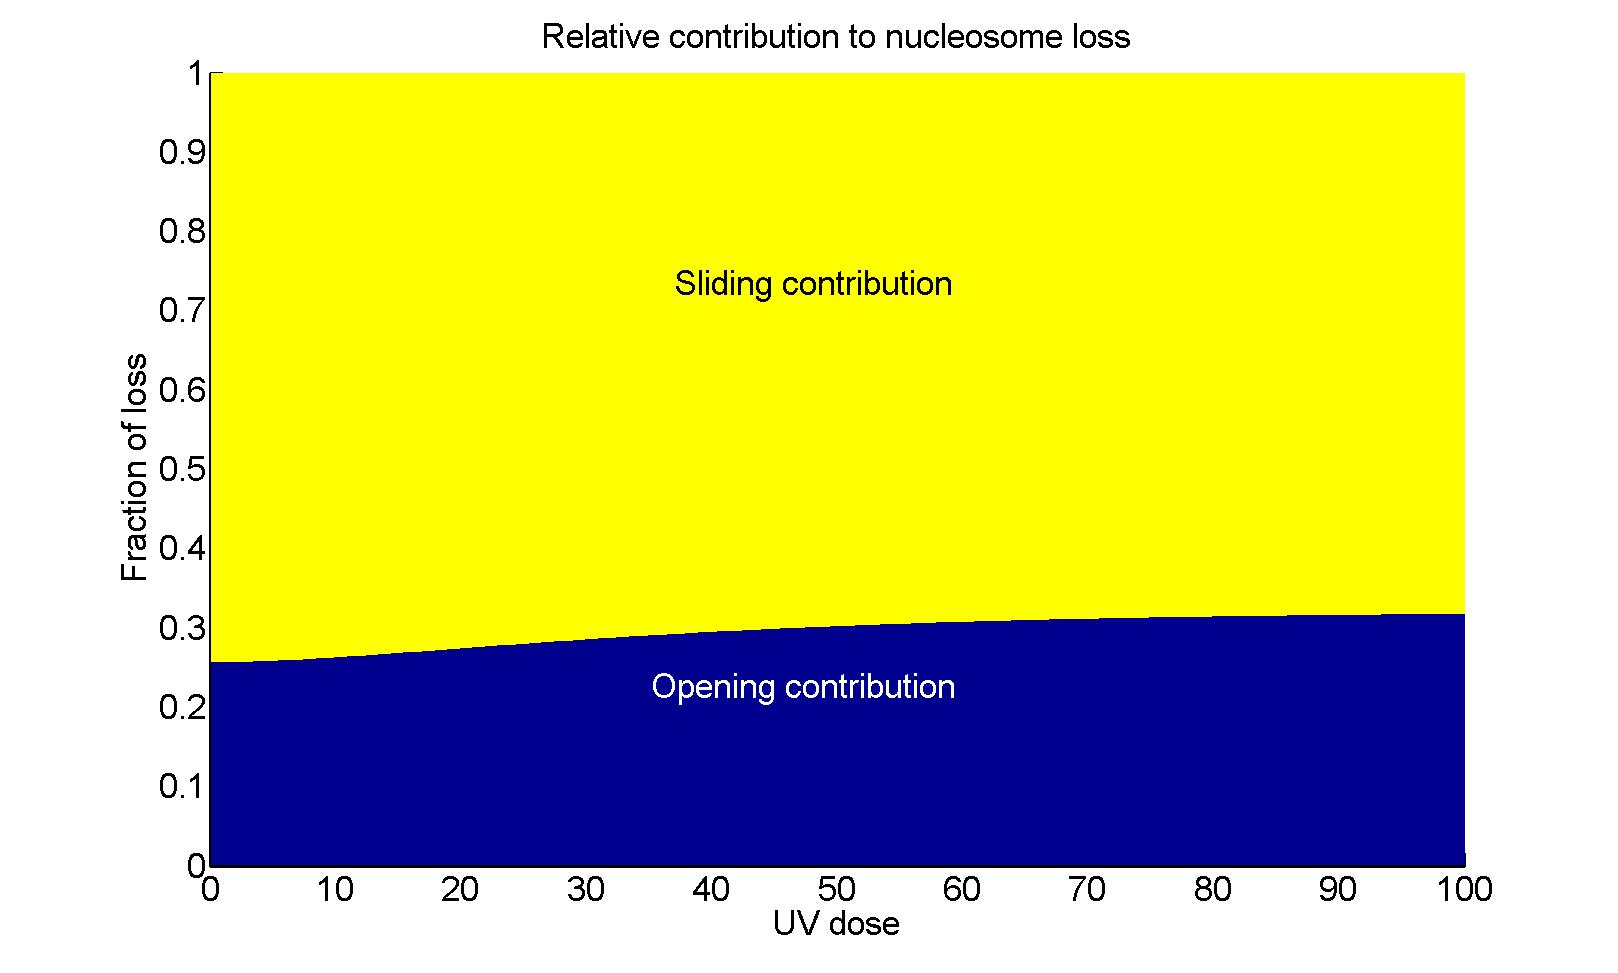 Relative contribution to nucleosome loss
1
0.9
0.8
0.7
0.6
0.5
0.4
0.3
0.2
0.1
0
Fraction of loss
Sliding contribution
Opening contribution
0 10 20 30 40 50 60 70 80 90 100
UV dose